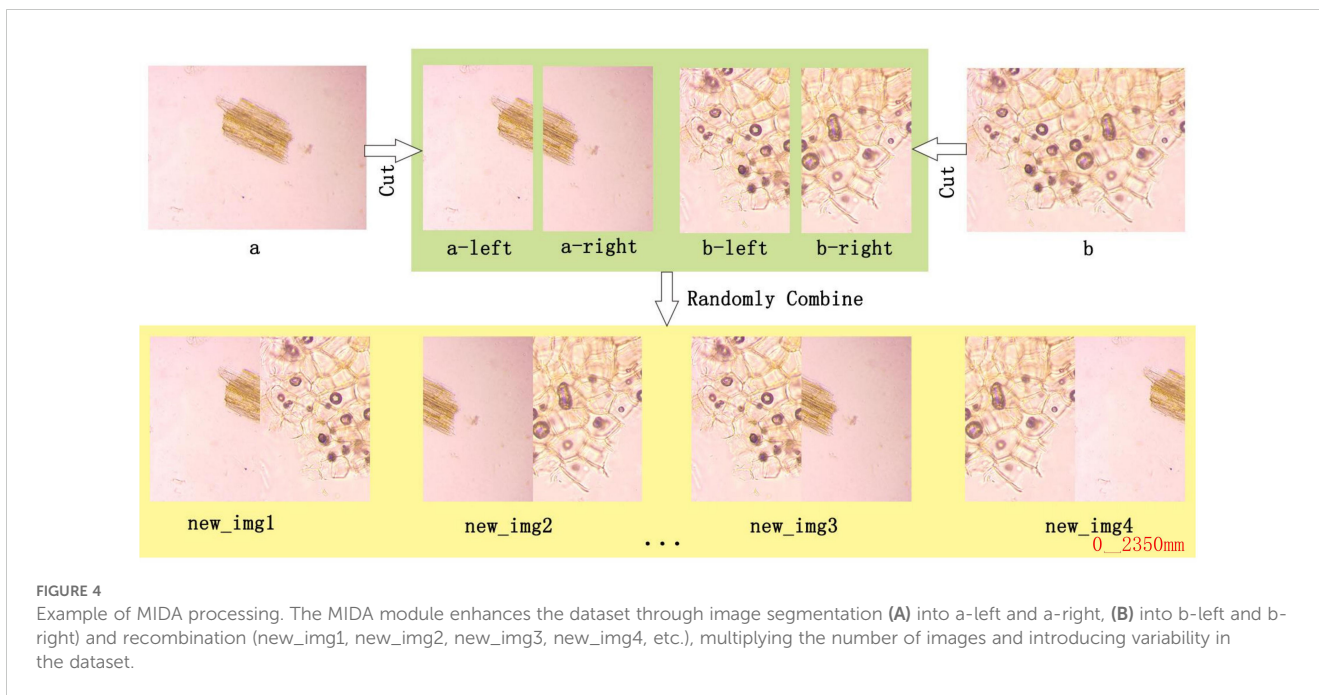 Cut
Cut
a
a-left
a-right
b-left
b-right
b
Randomly Combine
new_img1
new_img2
new_img3
new_img4
...
0__2350mm
FIGURE 4
Example of MIDA processing. The MIDA module enhances the dataset through image segmentation (A) into a-left and a-right, (B) into b-left and b-
right) and recombination (new_img1, new_img2, new_img3, new_img4, etc.), multiplying the number of images and introducing variability in
the dataset.